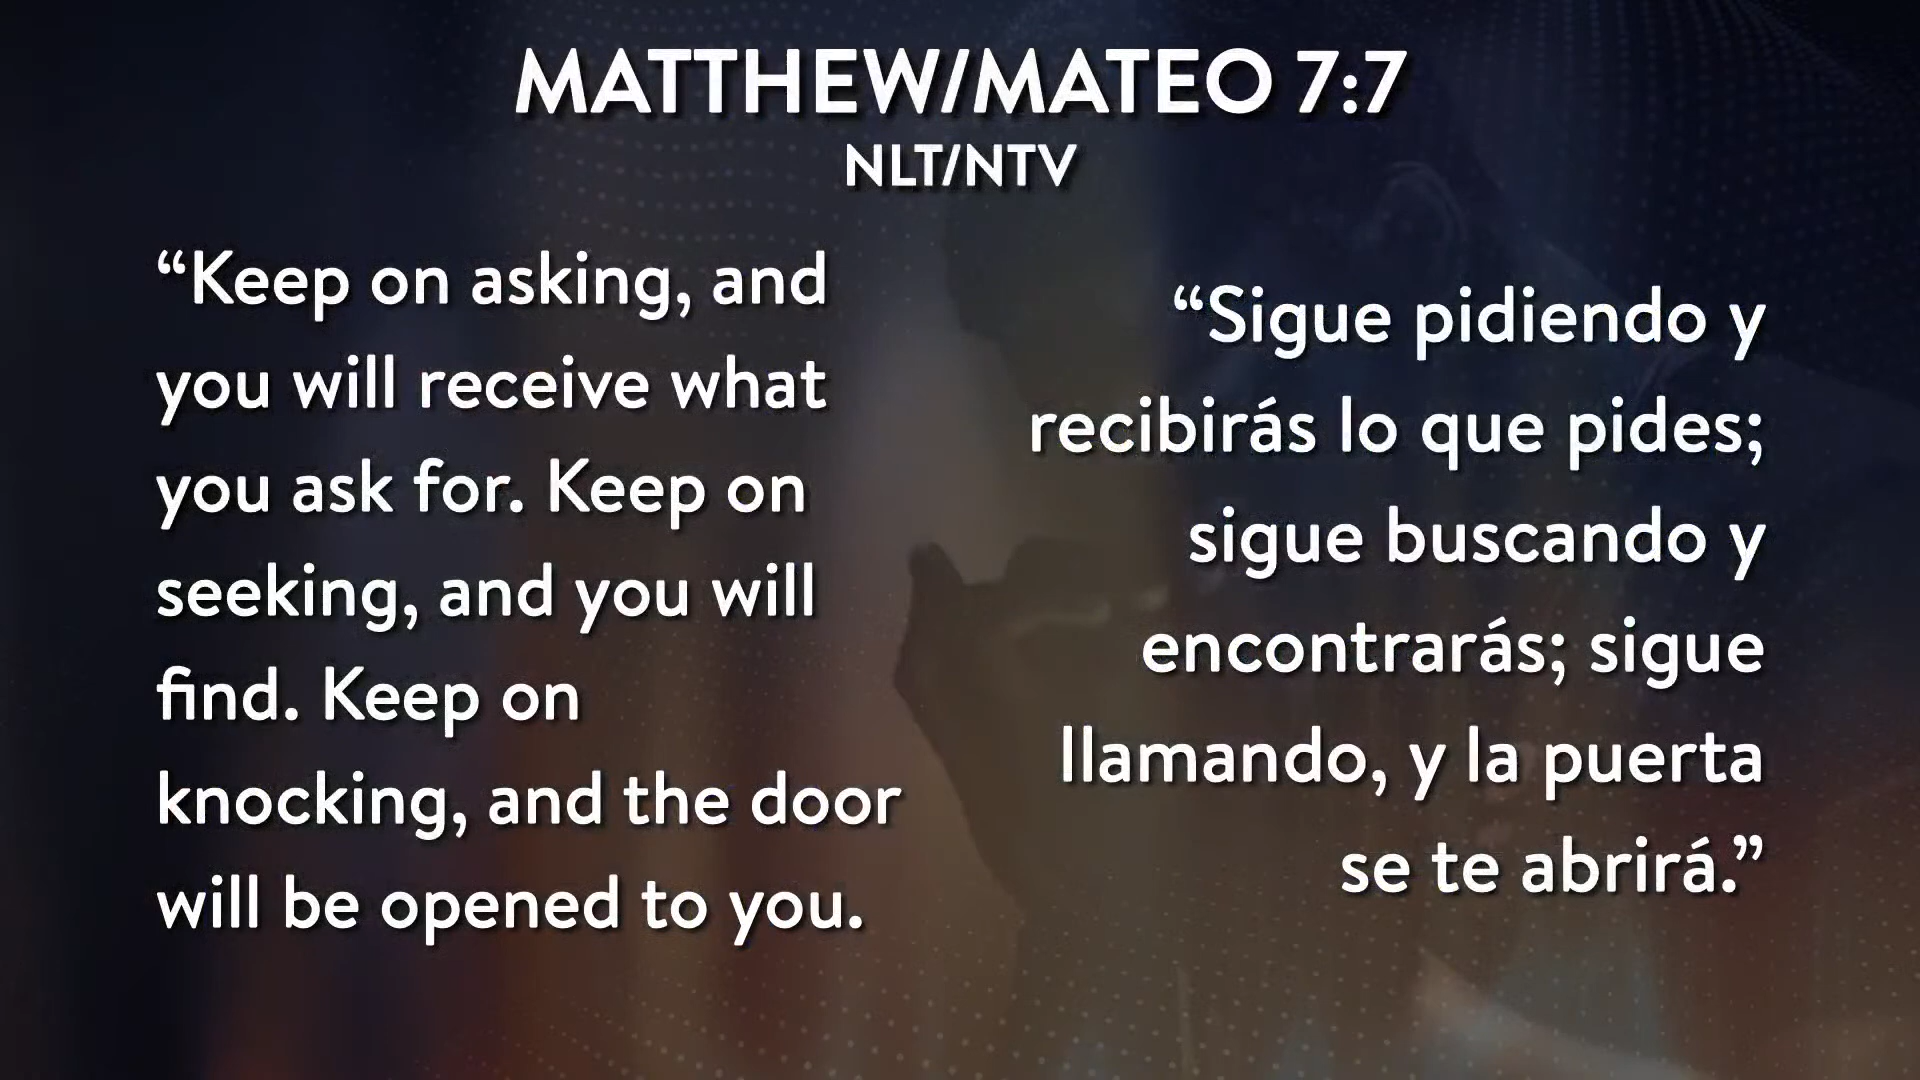 MATTHEW/MATEO 7:7
NLT/NTV
“Keep on asking, and
you will receive what
you ask for. Keep on
seeking, and you will
find. Keep on
knocking, and the door
will be opened to you.
“Sigue pidiendo y
recibirás lo que pides;
sigue buscando y
encontrarás; sigue
llamando, y la puerta
se te abrirá.”